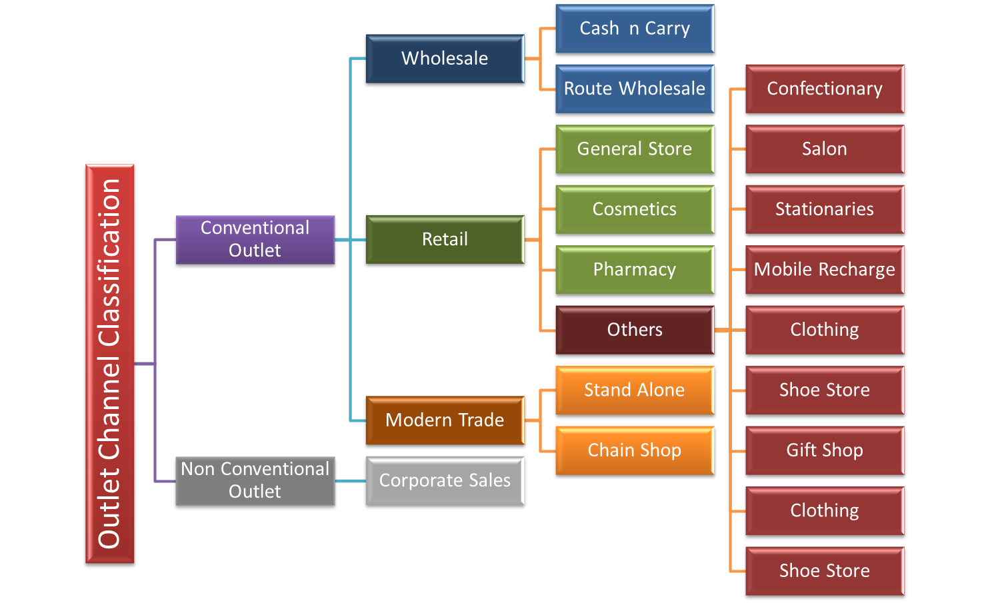 Outlet Channel Classification
Conventional
Outlet
Wholesale
Cash n Carry
Route Wholesale
Retail
General Store
Cosmetics
Pharmacy
Others
Confectionary
Salon
Stationaries
Mobile Recharge
Clothing
Shoe Store
Gift Shop
Clothing
Shoe Store
Modern Trade
Stand Alone
Chain Shop
Non Conventional
Outlet
Corporate Sales